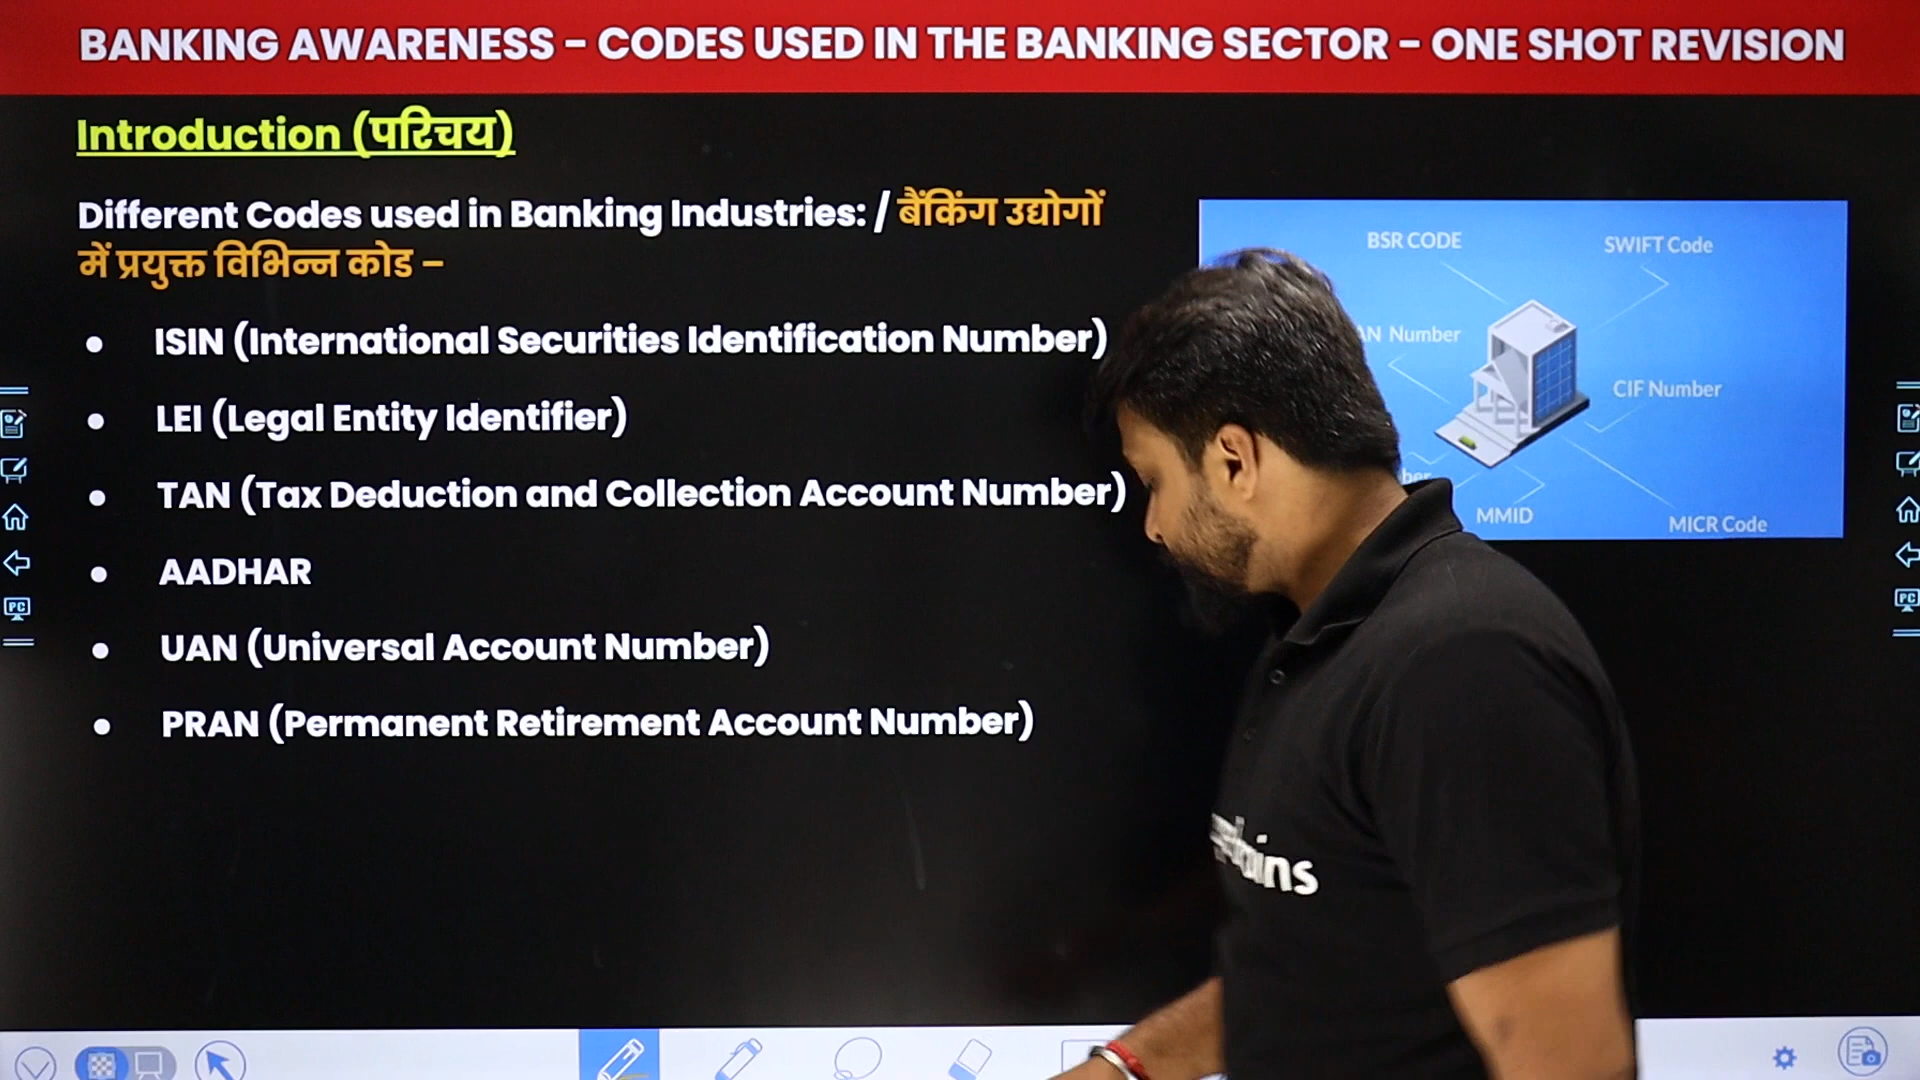 BANKING AWARENESS – CODES USED IN THE BANKING SECTOR – ONE SHOT REVISION
Introduction (परिचय)
Different Codes used in Banking Industries: / बैंकिंग उद्योगों
में प्रयुक्त विभिन्न कोड –
• ISIN (International Securities Identification Number)
• LEI (Legal Entity Identifier)
• TAN (Tax Deduction and Collection Account Number)
• AADHAR
• UAN (Universal Account Number)
• PRAN (Permanent Retirement Account Number)
BSR CODE
SWIFT Code
Number
CIF Number
MMID
MICR Code
PC
PC